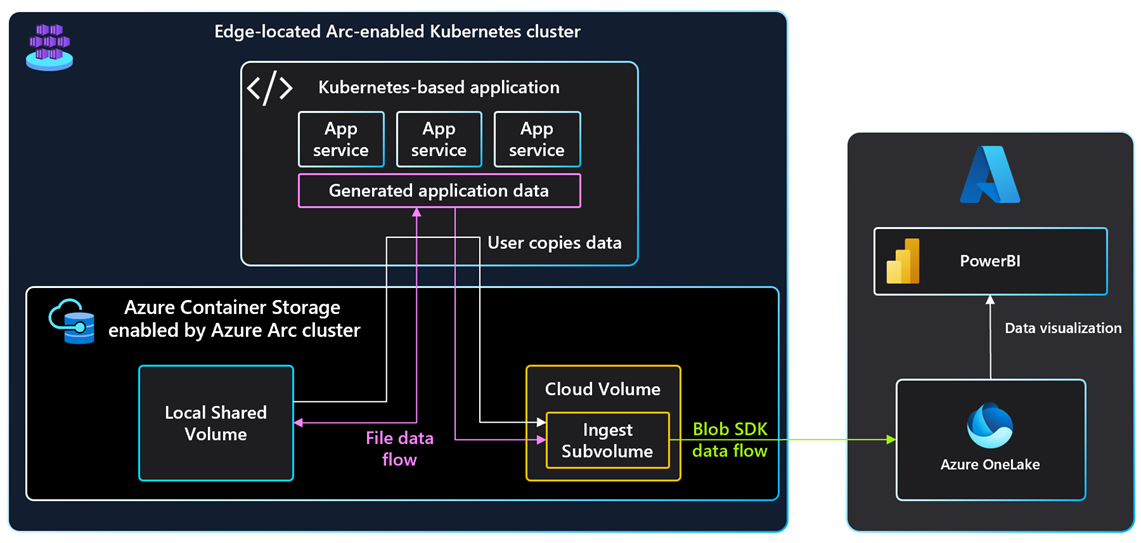 Edge-located Arc-enabled Kubernetes cluster
</>
Kubernetes-based application
App
service
App
service
App
service
Generated application data
User copies data
Azure Container Storage
enabled by Azure Arc cluster
Local Shared
Volume
File data
flow
Cloud Volume
Ingest
Subvolume
Blob SDK
data flow
PowerBI
Data visualization
Azure OneLake